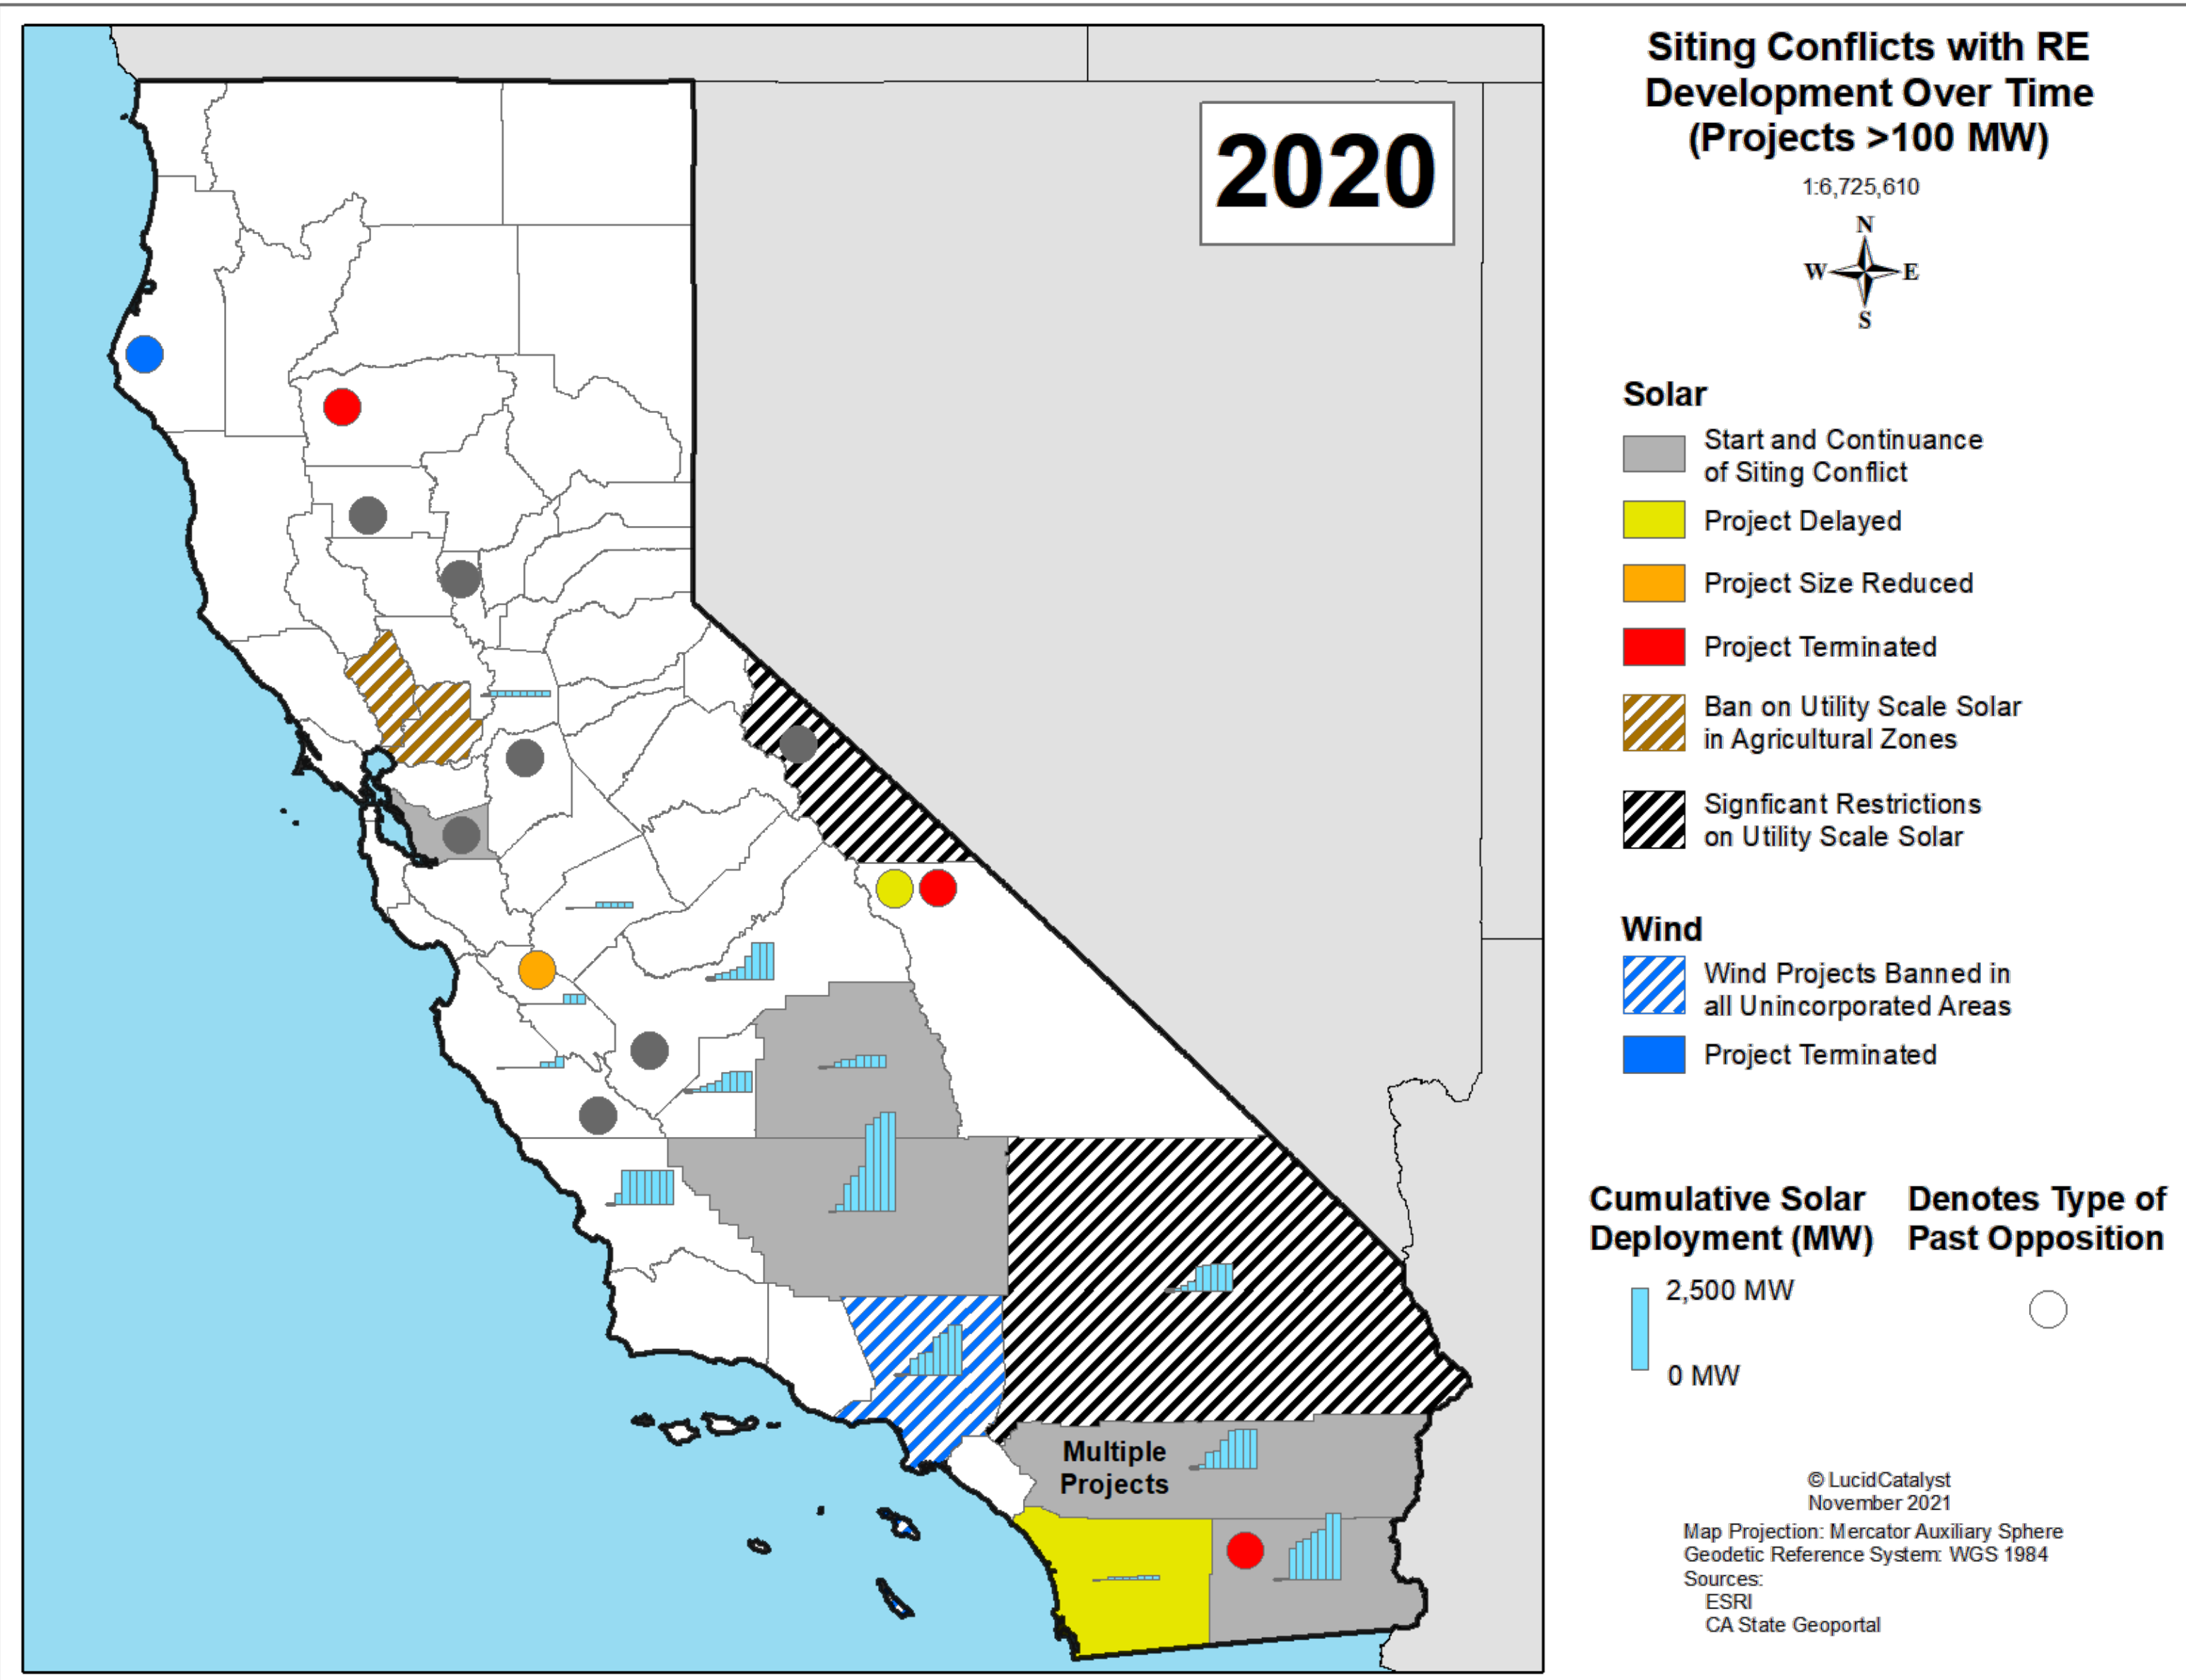 2020
Siting Conflicts with RE
Development Over Time
(Projects >100 MW)
1:6,725,610
N
W
E
S
Solar
Start and Continuance
of Siting Conflict
Project Delayed
Project Size Reduced
Project Terminated
Ban on Utility Scale Solar
in Agricultural Zones
Signficant Restrictions
on Utility Scale Solar
Wind
Wind Projects Banned in
all Unincorporated Areas
Project Terminated
Cumulative Solar
Deployment (MW)
2,500 MW
0 MW
Denotes Type of
Past Opposition
Multiple
Projects
© LucidCatalyst
November 2021
Map Projection: Mercator Auxiliary Sphere
Geodetic Reference System: WGS 1984
Sources:
ESRI
CA State Geoportal